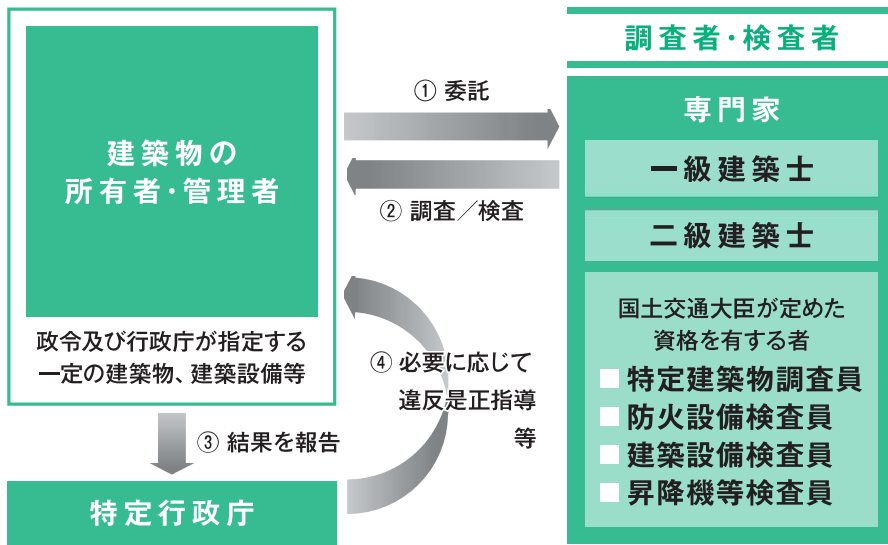 建築物の
所有者・管理者
政令及び行政庁が指定する
一定の建築物、建築設備等
① 委託
② 調査／検査
③ 結果を報告
④ 必要に応じて
違反是正指導
等
特定行政庁
調査者・検査者
専門家
一級建築士
二級建築士
国土交通大臣が定めた
資格を有する者
特定建築物調査員
防火設備検査員
建築設備検査員
昇降機等検査員